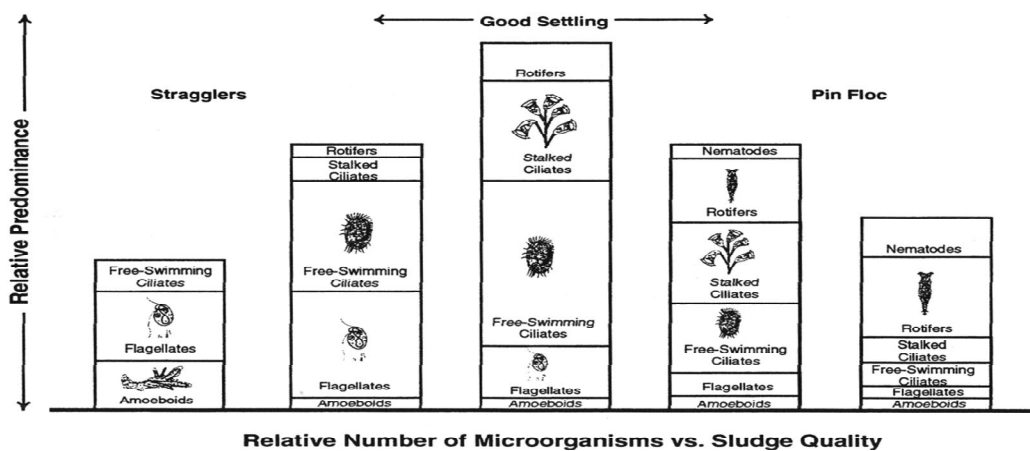 Relative Predominance
Good Settling
Stragglers
Pin Floc
Free-Swimming
Ciliates
Flagellates
Amoeboids
Rotifers
Stalked
Ciliates
Free-Swimming
Ciliates
Flagellates
Amoeboids
Rotifers
Stalked
Ciliates
Free-Swimming
Ciliates
Flagellates
Amoeboids
Nematodes
Rotifers
Stalked
Ciliates
Free-Swimming
Ciliates
Flagellates
Amoeboids
Nematodes
Rotifers
Stalked
Ciliates
Free-Swimming
Ciliates
Flagellates
Amoeboids
Relative Number of Microorganisms vs. Sludge Quality